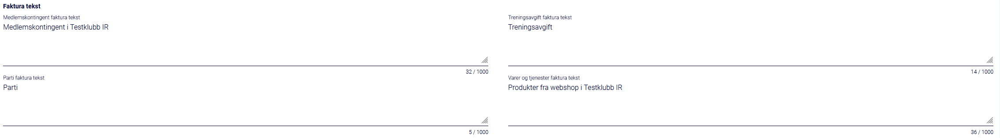 Faktura tekst
Medlemskontingent faktura tekst
Medlemskontingent i Testklubb IR
32 / 1000
Treningsavgift faktura tekst
Treningsavgift
14 / 1000
Parti faktura tekst
Parti
5 / 1000
Varer og tjenester faktura tekst
Produkter fra webshop i Testklubb IR
36 / 1000